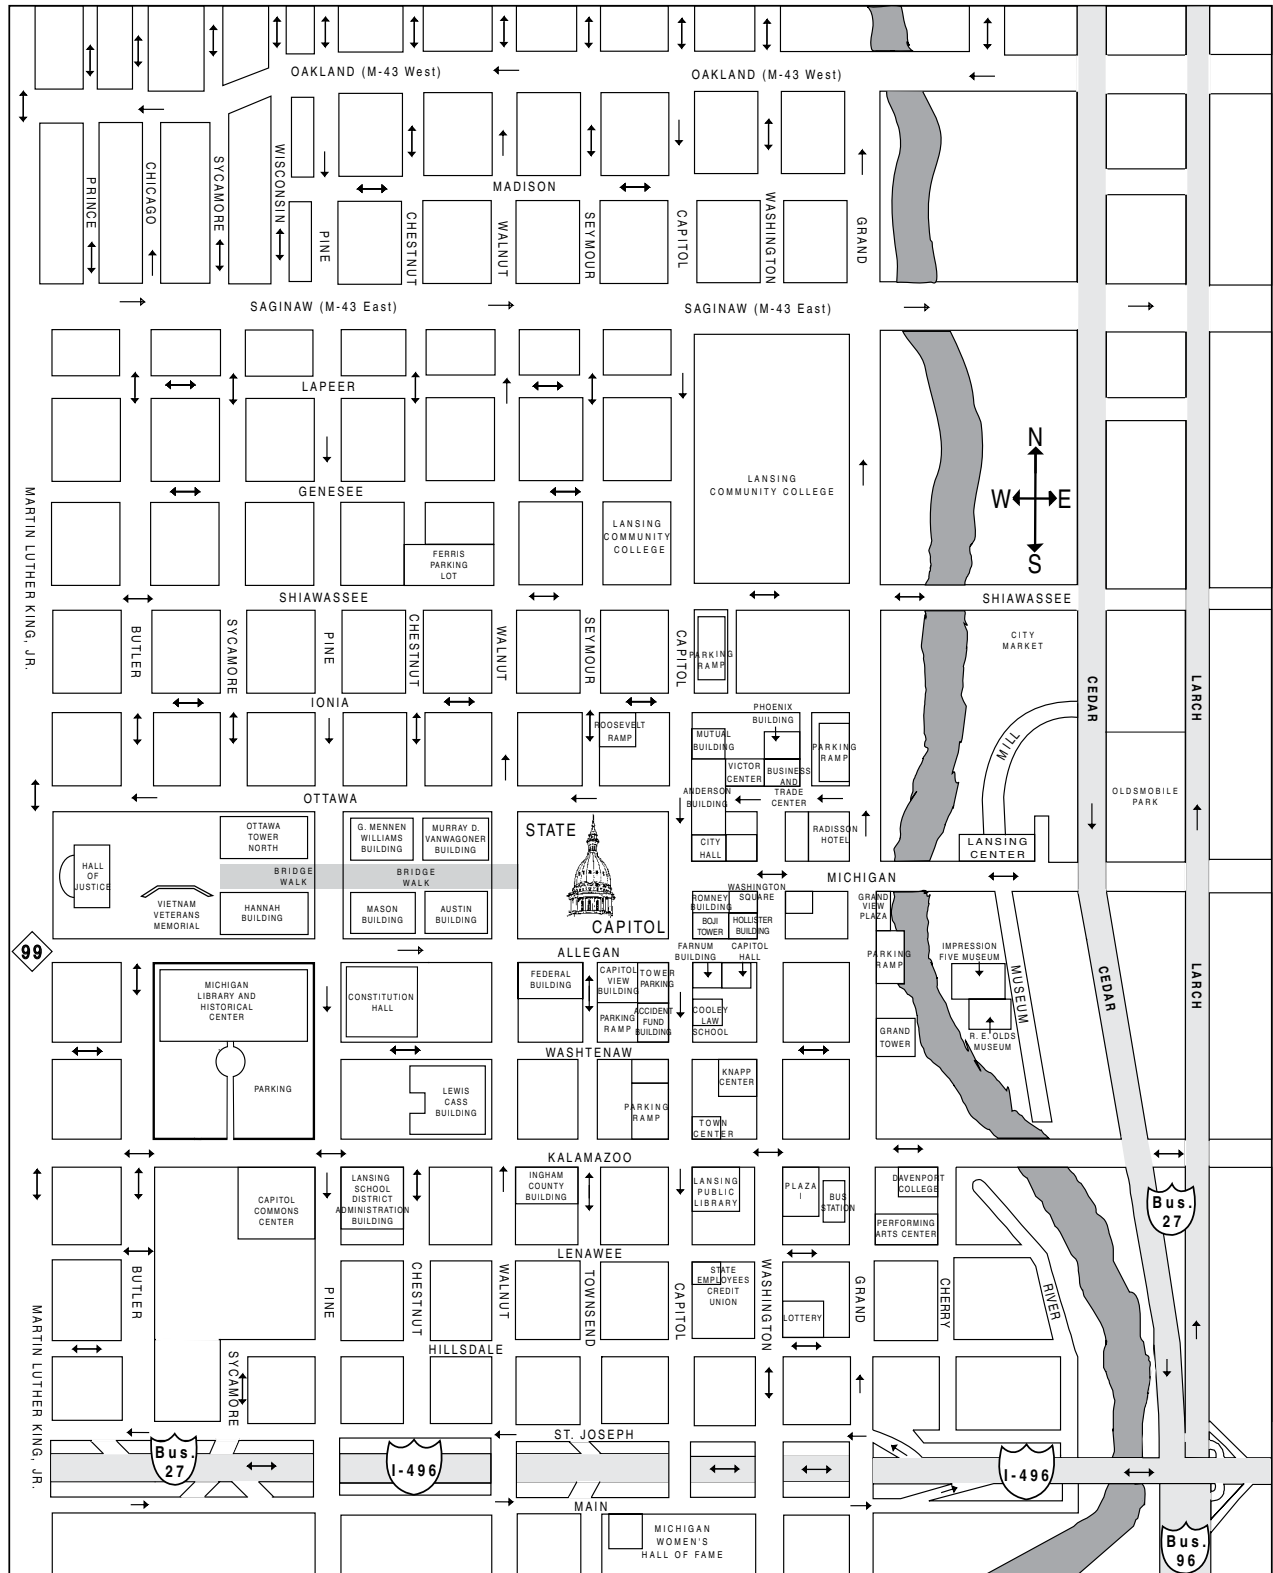 OAKLAND (M-43 West)
OAKLAND (M-43 West)
PRINCE
CHICAGO
SYCAMORE
WISCONSIN
PINE
MADISON
CHESTNUT
WALNUT
SEYMOUR
CAPITOL
WASHINGTON
GRAND
SAGINAW (M-43 East)
SAGINAW (M-43 East)
LAPEER
GENESEE
MARTIN LUTHER KING, JR.
LANSING
COMMUNITY COLLEGE
LANSING
COMMUNITY
COLLEGE
FERRIS
PARKING
LOT
N
W
E
S
SHIAWASSEE
SHIAWASSEE
BUTLER
SYCAMORE
PINE
CHESTNUT
WALNUT
SEYMOUR
CAPITOL
PARKING
RAMP
CITY
MARKET
CEDAR
LARCH
IONIA
ROOSEVELT
RAMP
PHOENIX
BUILDING
MUTUAL
BUILDING
PARKING
RAMP
VICTOR
CENTER
BUSINESS
AND
TRADE
CENTER
ANDERSON
BUILDING
MILL
OLDSMOBILE
PARK
OTTAWA
OTTAWA
TOWER
NORTH
G. MENNEN
WILLIAMS
BUILDING
MURRAY D.
VANWAGONER
BUILDING
STATE
CAPITOL
CITY
HALL
RADISSON
HOTEL
LANSING
CENTER
HALL
OF
JUSTICE
BRIDGE
WALK
BRIDGE
WALK
MICHIGAN
VIETNAM
VETERANS
MEMORIAL
HANNAH
BUILDING
MASON
BUILDING
AUSTIN
BUILDING
WASHINGTON
SQUARE
ROMNEY
BUILDING
BOJI
TOWER
HOLLISTER
BUILDING
GRAND
VIEW
PLAZA
99
ALLEGAN
FARNUM
BUILDING
CAPITOL
HALL
PARKING
RAMP
IMPRESSION
FIVE MUSEUM
MUSEUM
CEDAR
LARCH
MICHIGAN
LIBRARY AND
HISTORICAL
CENTER
CONSTITUTION
HALL
FEDERAL
BUILDING
CAPITOL
VIEW
BUILDING
TOWER
PARKING
PARKING
RAMP
ACCIDENT
FUND
BUILDING
COOLEY
LAW
SCHOOL
GRAND
TOWER
R. E. OLDS
MUSEUM
WASHTENAW
PARKING
LEWIS
CASS
BUILDING
PARKING
RAMP
KNAPP
CENTER
TOWN
CENTER
KALAMAZOO
CAPITOL
COMMONS
CENTER
LANSING
SCHOOL
DISTRICT
ADMINISTRATION
BUILDING
INGHAM
COUNTY
BUILDING
LANSING
PUBLIC
LIBRARY
PLAZA
I
BUS
STATION
DAVENPORT
COLLEGE
PERFORMING
ARTS CENTER
Bus.
27
LENAWEE
BUTLER
PINE
CHESTNUT
WALNUT
TOWNSEND
CAPITOL
STATE
EMPLOYEES
CREDIT
UNION
WASHINGTON
LOTTERY
GRAND
CHERRY
RIVER
MARTIN LUTHER KING, JR.
HILLSDALE
SYCAMORE
ST. JOSEPH
Bus.
27
I-496
I-496
MAIN
MICHIGAN
WOMEN'S
HALL OF FAME
Bus.
96